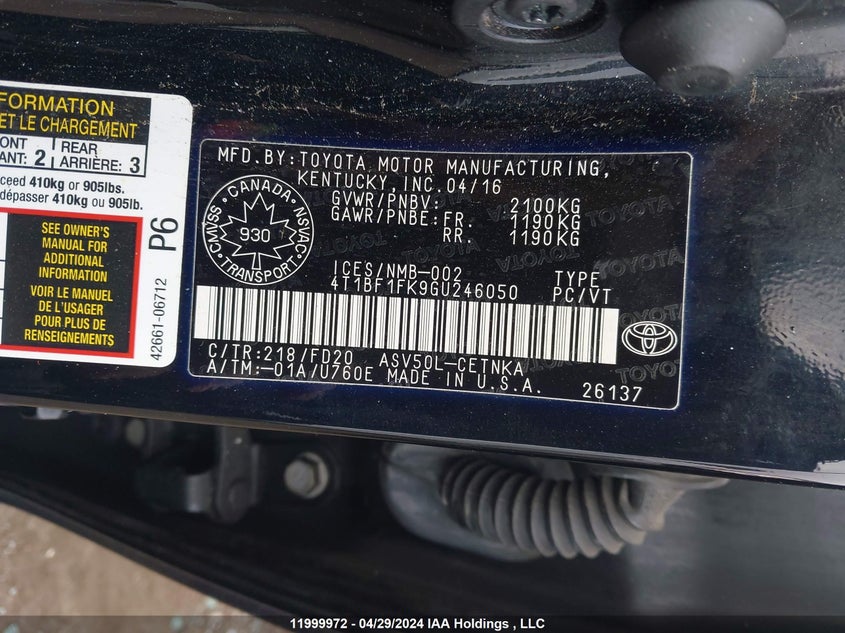 FORMATION
ET LE CHARGEMENT
ONT
ANT: 2
REAR
ARRIÈRE: 3
ceed 410kg or 905lbs.
dépasser 410kg ou 905lb.
SEE OWNER'S
MANUAL FOR
ADDITIONAL
INFORMATION
VOIR LE MANUEL
DE L'USAGER
POUR PLUS DE
RENSEIGNEMENTS
P6
42661-06712
MFD.BY:TOYOTA MOTOR MANUFACTURING,
KENTUCKY,INC.04/16
GVWR/PNBV: 2100KG
GAWR/PNBE:FR. 1190KG
RR. 1190KG
CANADA
CMVSS
NSVAC
930
TRANSPORT
ICES/NMB-002 TYPE
4T1BF1FK9GU246050 PC/VT
C/TR:218/FD20 ASV50L-CETNKA
A/TM:-01A/U760E MADE IN U.S.A. 26137
TOYOTA
11999972 - 04/29/2024 IAA Holdings , LLC